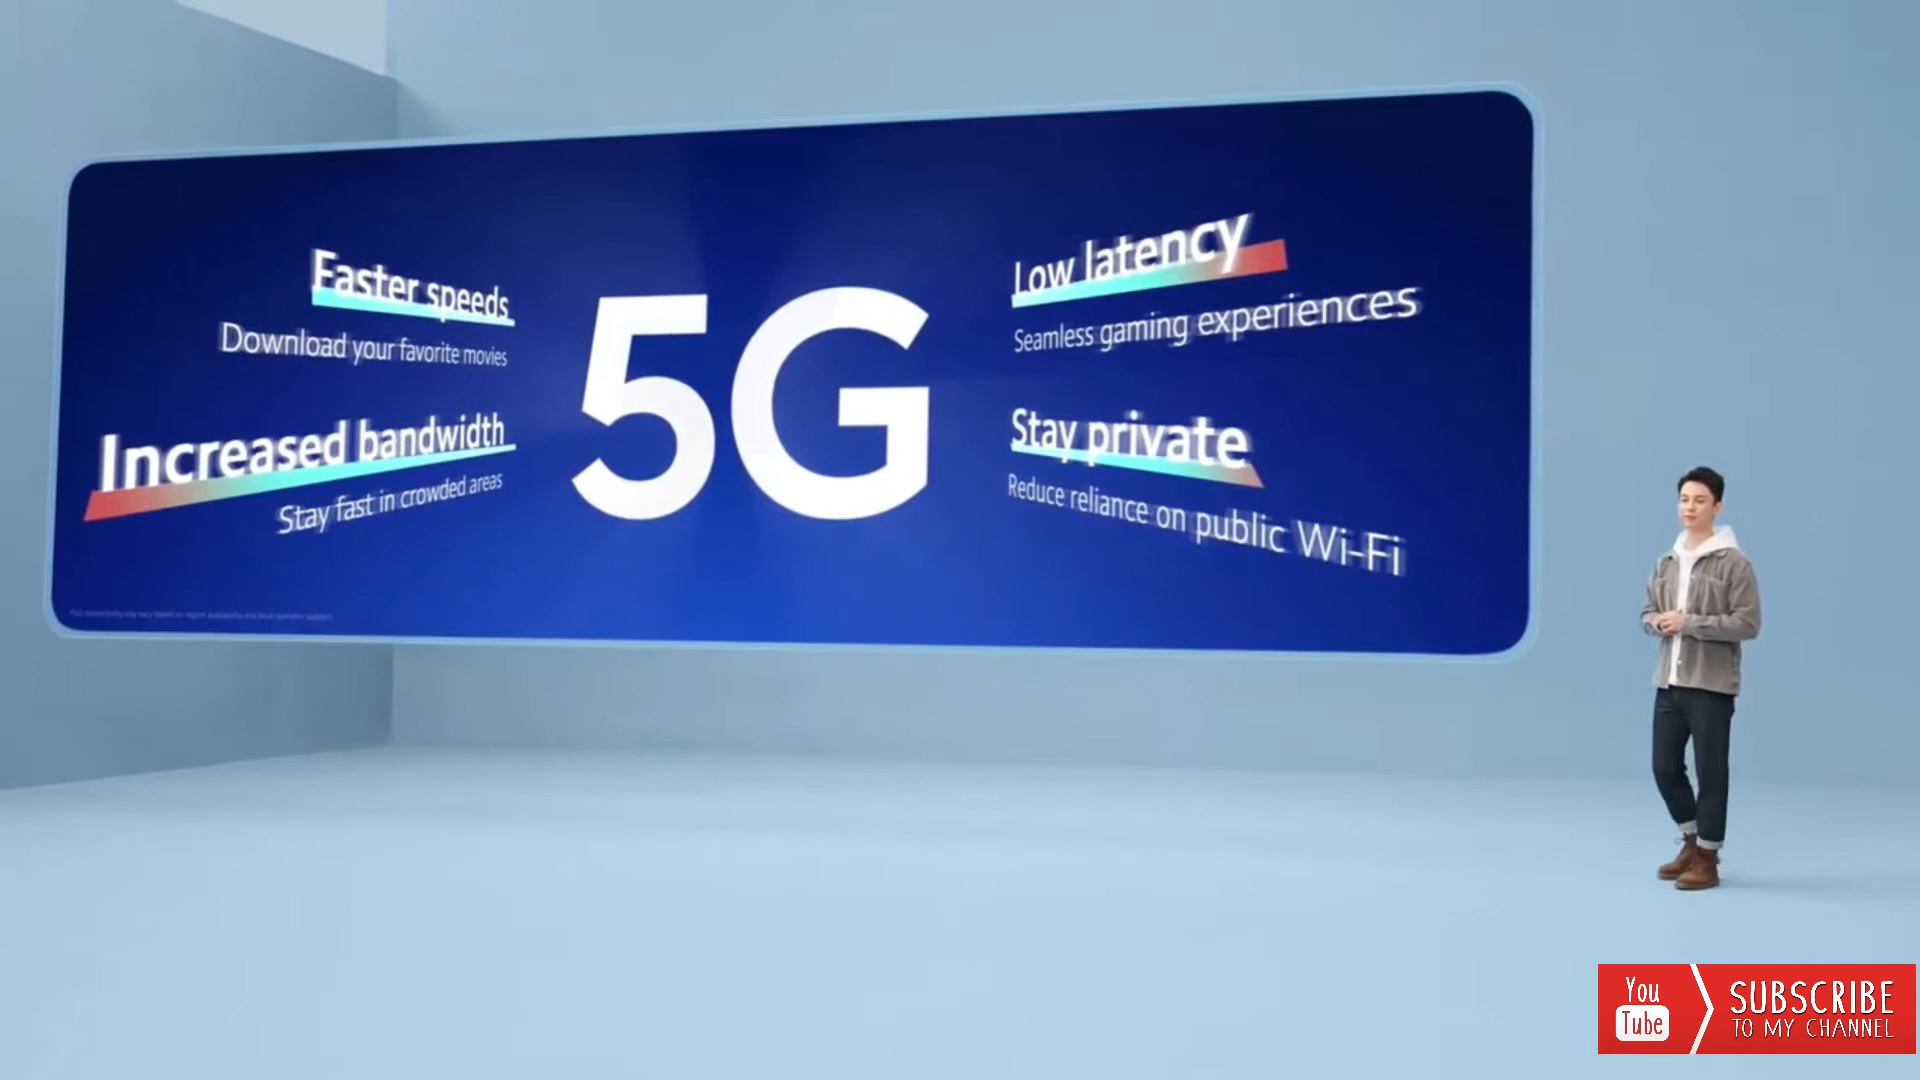 Faster speeds
Download your favorite movies
Increased bandwidth
Stay fast in crowded areas
5G
Low latency
Seamless gaming experiences
Stay private
Reduce reliance on public Wi-Fi
You
Tube
SUBSCRIBE
TO MY CHANNEL